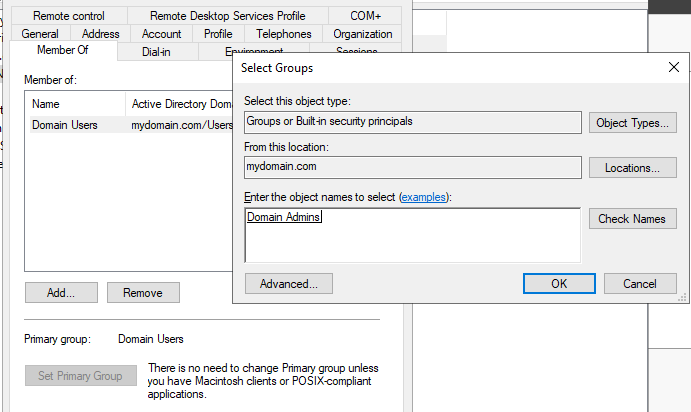 Remote control
Remote Desktop Services Profile
COM+
General
Address
Account
Profile
Telephones
Organization
Member Of
Dial-in
Environment
Sessions
Member of:
Name
Active Directory Doma
Domain Users
mydomain.com/Users
Add...
Remove
Primary group:
Domain Users
Set Primary Group
There is no need to change Primary group unless
you have Macintosh clients or POSIX-compliant
applications.
Select Groups
Select this object type:
Groups or Built-in security principals
Object Types...
From this location:
mydomain.com
Locations...
Enter the object names to select (examples):
Domain Admins
Check Names
Advanced...
OK
Cancel